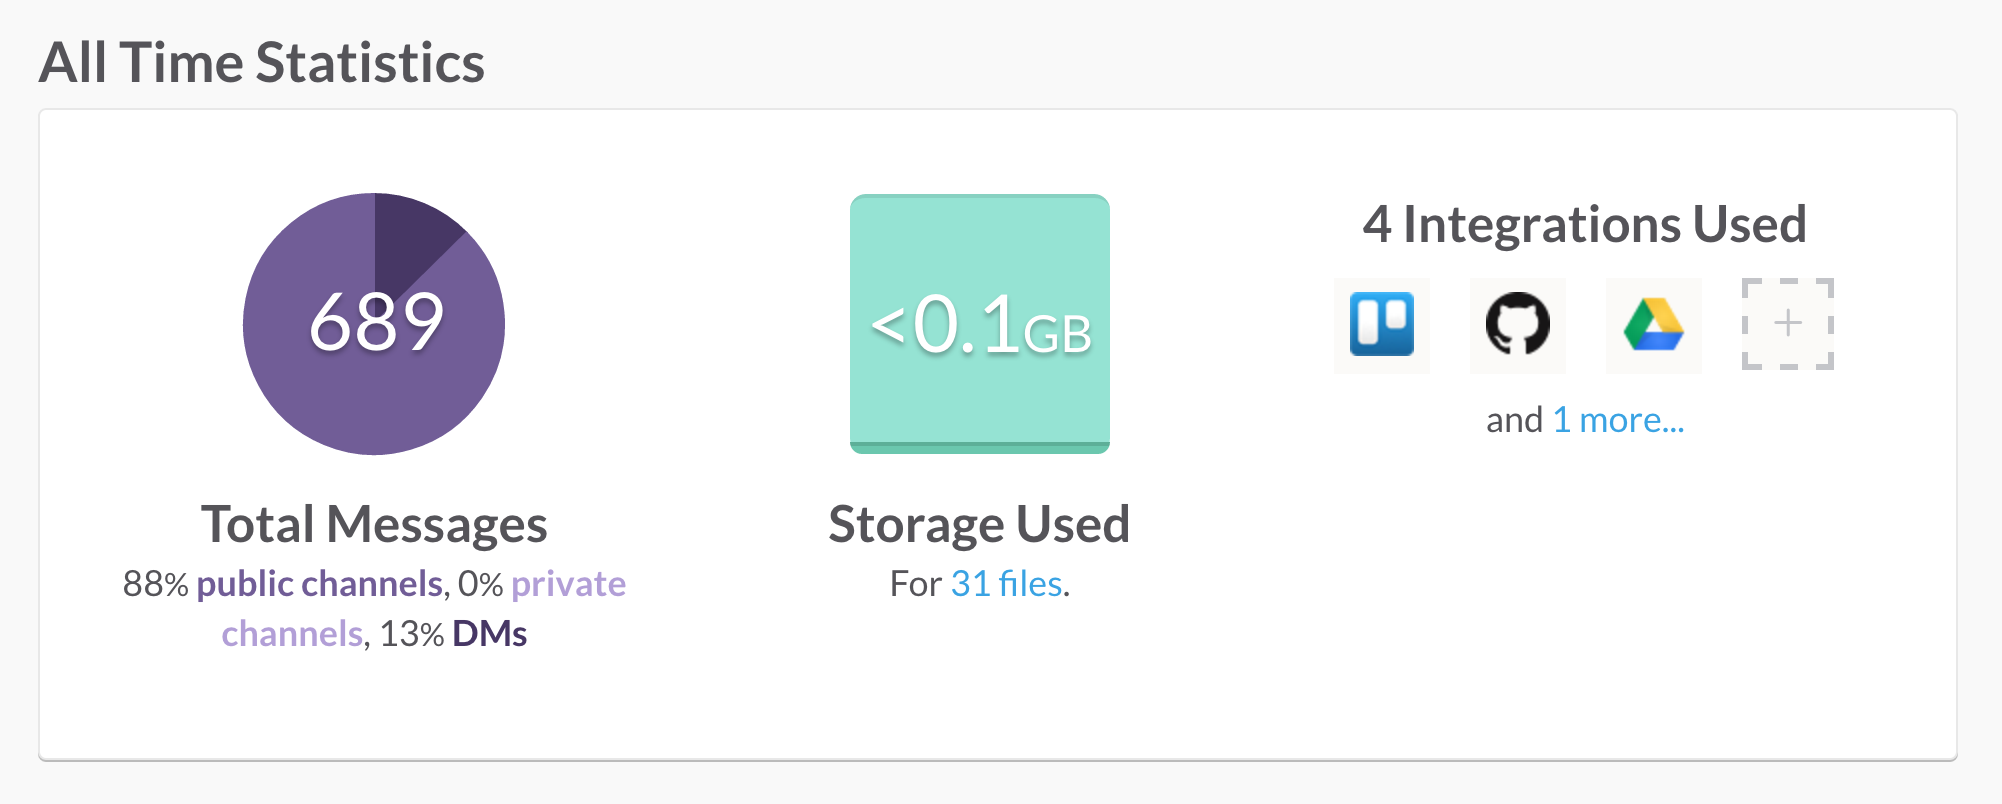 All Time Statistics
689
Total Messages
88% public channels, 0% private
channels, 13% DMs
<0.1GB
Storage Used
For 31 files.
4 Integrations Used
+
and 1 more...